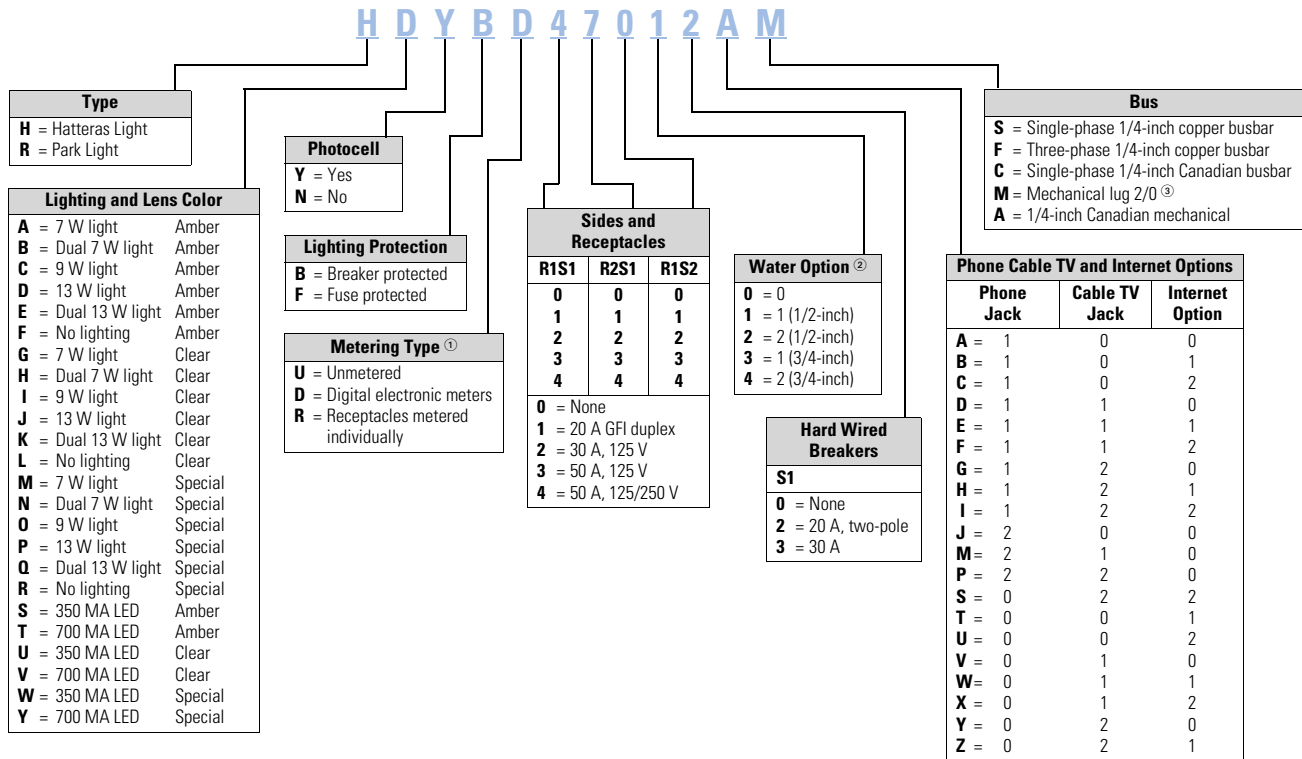 H D Y B D 4 7 0 1 2 A M
Type
H = Hatteras Light
R = Park Light
Lighting and Lens Color
A = 7 W light Amber
B = Dual 7 W light Amber
C = 9 W light Amber
D = 13 W light Amber
E = Dual 13 W light Amber
F = No lighting Amber
G = 7 W light Clear
H = Dual 7 W light Clear
I = 9 W light Clear
J = 13 W light Clear
K = Dual 13 W light Clear
L = No lighting Clear
M = 7 W light Special
N = Dual 7 W light Special
O = 9 W light Special
P = 13 W light Special
Q = Dual 13 W light Special
R = No lighting Special
S = 350 MA LED Amber
T = 700 MA LED Amber
U = 350 MA LED Clear
V = 700 MA LED Clear
W = 350 MA LED Special
Y = 700 MA LED Special
Photocell
Y = Yes
N = No
Lighting Protection
B = Breaker protected
F = Fuse protected
Metering Type ①
U = Unmetered
D = Digital electronic meters
R = Receptacles metered
individually
Sides and
Receptacles
R1S1 R2S1 R1S2
0 0 0
1 1 1
2 2 2
3 3 3
4 4 4
0 = None
1 = 20 A GFI duplex
2 = 30 A, 125 V
3 = 50 A, 125 V
4 = 50 A, 125/250 V
Water Option ②
0 = 0
1 = 1 (1/2-inch)
2 = 2 (1/2-inch)
3 = 1 (3/4-inch)
4 = 2 (3/4-inch)
Hard Wired
Breakers
S1
0 = None
2 = 20 A, two-pole
3 = 30 A
Bus
S = Single-phase 1/4-inch copper busbar
F = Three-phase 1/4-inch copper busbar
C = Single-phase 1/4-inch Canadian busbar
M = Mechanical lug 2/0 ③
A = 1/4-inch Canadian mechanical
Phone Cable TV and Internet Options
Phone Cable TV Internet
Jack Jack Option
A = 1 0 0
B = 1 0 1
C = 1 0 2
D = 1 1 0
E = 1 1 1
F = 1 1 2
G = 1 2 0
H = 1 2 1
I = 1 2 2
J = 2 0 0
M = 2 1 0
P = 2 2 0
S = 0 2 2
T = 0 0 1
U = 0 0 2
V = 0 1 0
W = 0 1 1
X = 0 1 2
Y = 0 2 0
Z = 0 2 1